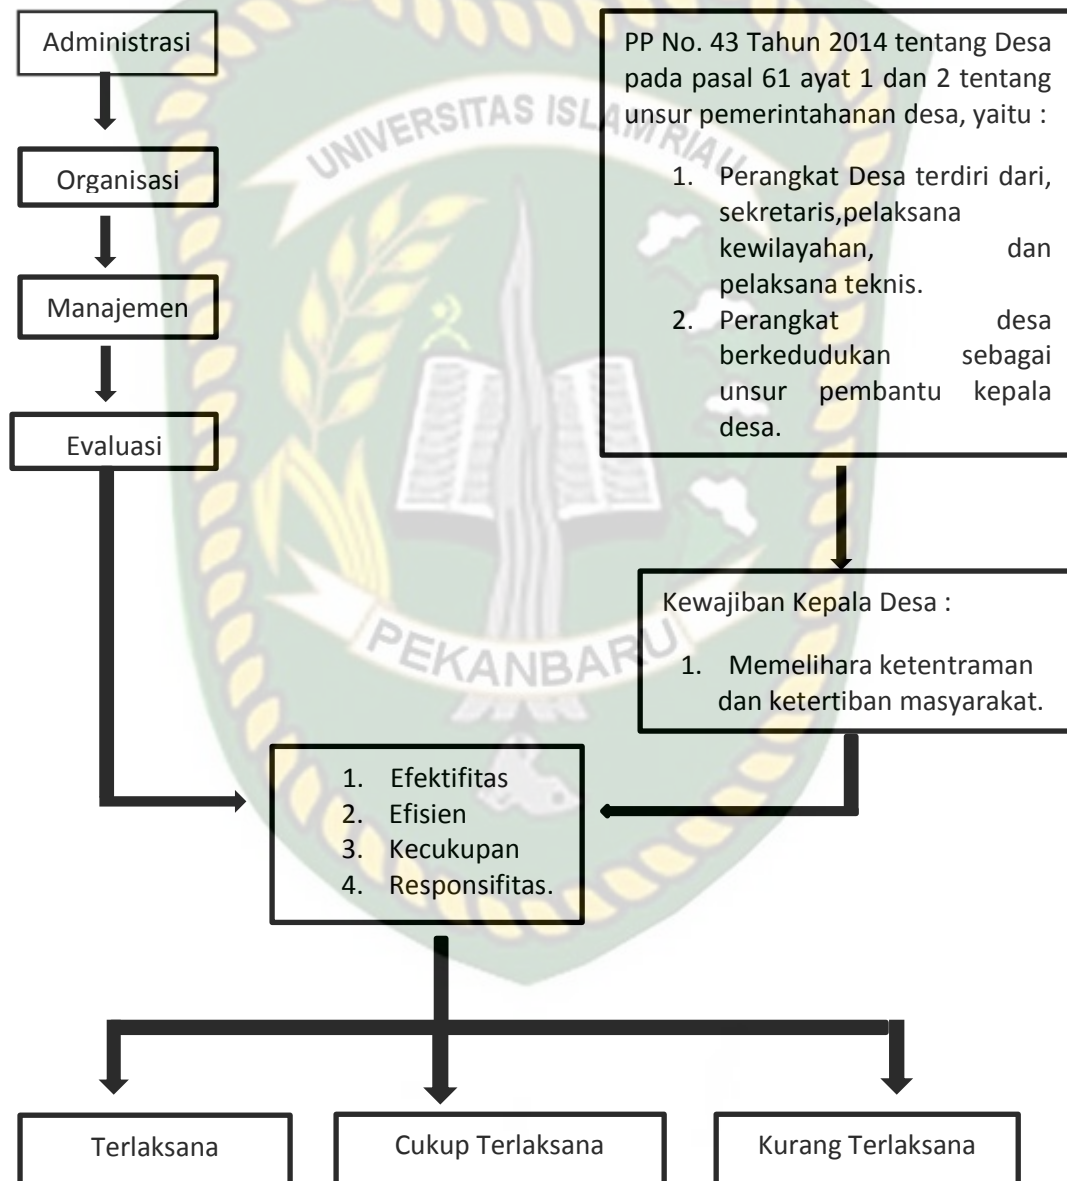 Administrasi
Organisasi
Manajemen
Evaluasi
PP No. 43 Tahun 2014 tentang Desa
pada pasal 61 ayat 1 dan 2 tentang
unsur pemerintahanan desa, yaitu :
1. Perangkat Desa terdiri dari,
sekretaris,pelaksana
kewilayahan, dan
pelaksana teknis.
2. Perangkat desa
berkedudukan sebagai
unsur pembantu kepala
desa.
UNIVERSITAS ISLAM RIAU
PEKANBARU
Kewajiban Kepala Desa :
1. Memelihara ketentraman
dan ketertiban masyarakat.
1. Efektifitas
2. Efisien
3. Kecukupan
4. Responsifitas.
Terlaksana
Cukup Terlaksana
Kurang Terlaksana